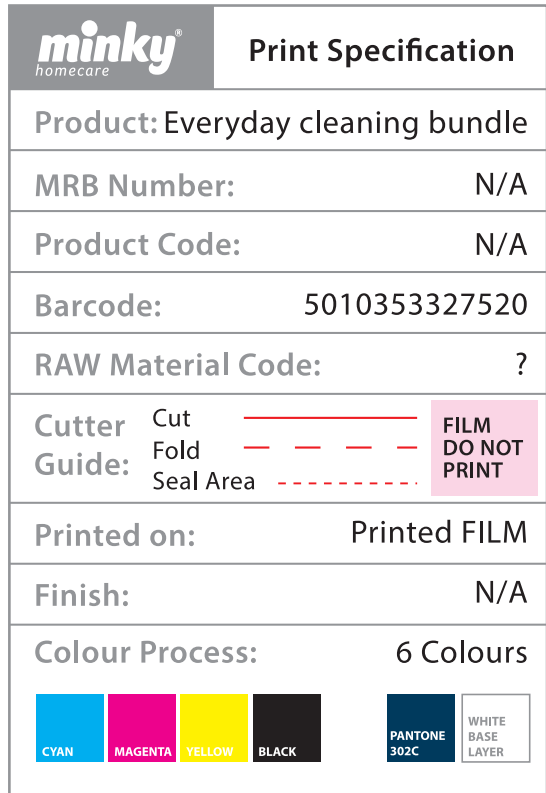 minky®
homecare
Print Specification
Product: Everyday cleaning bundle
MRB Number: N/A
Product Code: N/A
Barcode: 5010353327520
RAW Material Code: ?
Cutter Guide:
Cut
Fold
Seal Area
FILM
DO NOT
PRINT
Printed on: Printed FILM
Finish: N/A
Colour Process: 6 Colours
CYAN
MAGENTA
YELLOW
BLACK
PANTONE
302C
WHITE
BASE
LAYER